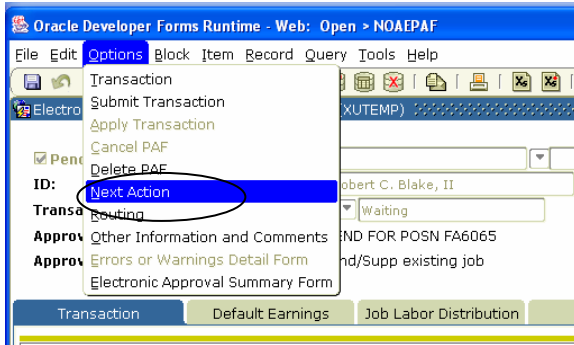 Oracle Developer Forms Runtime - Web: Open > NOAEPAF
File Edit Options Block Item Record Query Tools Help
Electro (XUTEMP)
Transaction
Submit Transaction
Apply Transaction
Cancel PAF
Delete PAF
Next Action
Routing
Other Information and Comments
Errors or Warnings Detail Form
Electronic Approval Summary Form
Pend
ID: obert C. Blake, II
Transa Waiting
Approv ND FOR POSN FA6065
Approv nd/Supp existing job
Transaction Default Earnings Job Labor Distribution